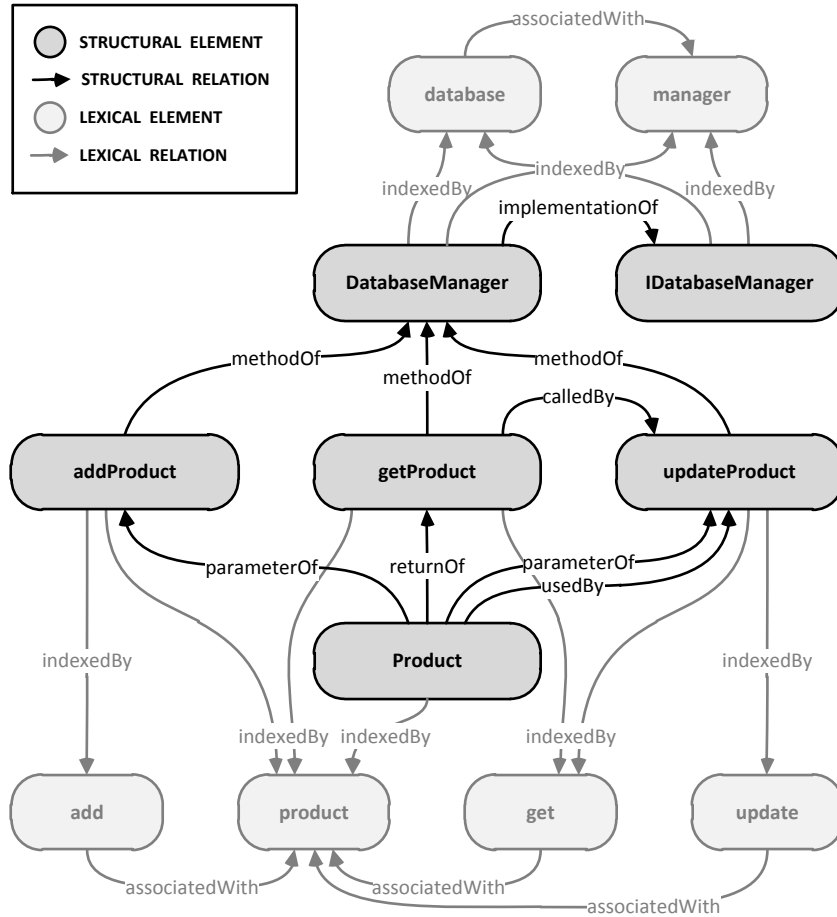 STRUCTURAL ELEMENT
STRUCTURAL RELATION
LEXICAL ELEMENT
LEXICAL RELATION
associatedWith
database
manager
indexedBy
indexedBy
indexedBy
implementationOf
DatabaseManager
IDatabaseManager
methodOf
methodOf
methodOf
calledBy
addProduct
getProduct
updateProduct
parameterOf
returnOf
parameterOf
usedBy
Product
indexedBy
indexedBy
indexedBy
indexedBy
indexedBy
add
product
get
update
associatedWith
associatedWith
associatedWith